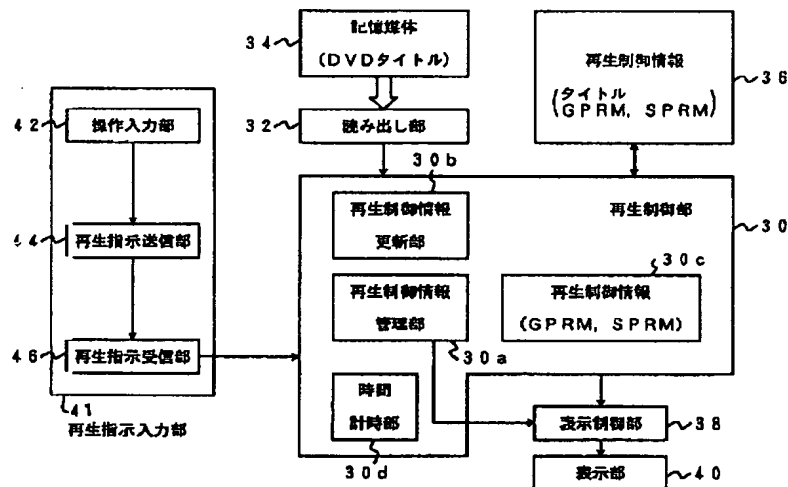 記憶媒体
34
(DVDタイトル)
再生制御情報
(タイトル
GPRM, SPRM)
36
42
操作入力部
32
読み出し部
30b
再生制御情報
更新部
再生制御部
30
44
再生指示送信部
30c
再生制御情報
管理部
再生制御情報
(GPRM, SPRM)
46
再生指示受信部
30a
時間
計時部
41
再生指示入力部
表示制御部
38
30d
表示部
40